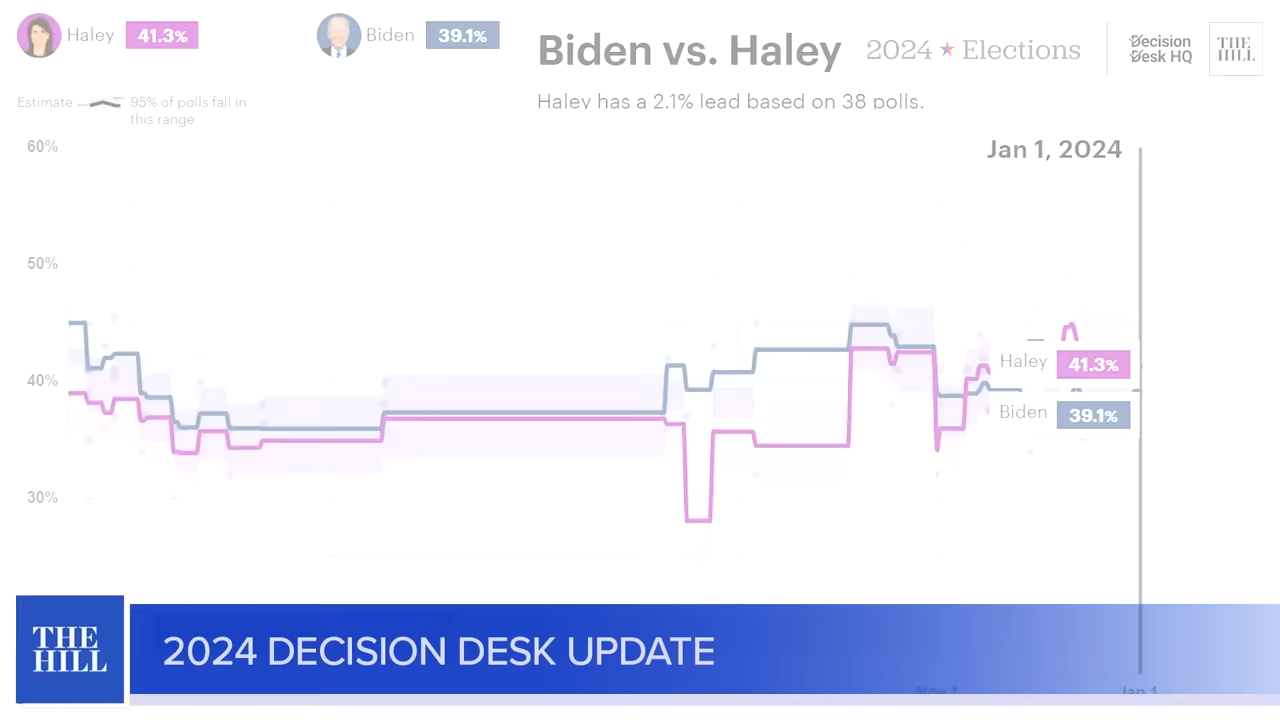 Haley 41.3%
Biden 39.1%
Biden vs. Haley
2024 Elections
Decision
Desk HQ
THE
HILL
Estimate
95% of polls fall in
this range
Haley has a 2.1% lead based on 38 polls.
60%
Jan 1, 2024
50%
40%
30%
Haley 41.3%
Biden 39.1%
THE
HILL
2024 DECISION DESK UPDATE
Jan 1